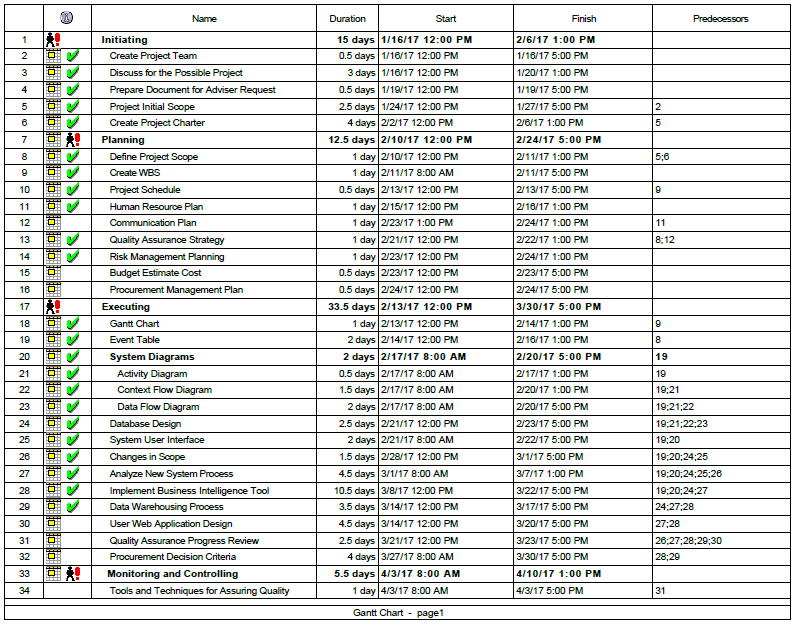 Name Duration Start Finish Predecessors
1 Initiating 15 days 1/16/17 12:00 PM 2/6/17 1:00 PM
2 Create Project Team 0.5 days 1/16/17 12:00 PM 1/16/17 5:00 PM
3 Discuss for the Possible Project 3 days 1/16/17 12:00 PM 1/20/17 1:00 PM
4 Prepare Document for Adviser Request 0.5 days 1/19/17 12:00 PM 1/19/17 5:00 PM
5 Project Initial Scope 2.5 days 1/24/17 12:00 PM 1/27/17 5:00 PM 2
6 Create Project Charter 4 days 2/2/17 12:00 PM 2/6/17 1:00 PM 5
7 Planning 12.5 days 2/10/17 12:00 PM 2/24/17 5:00 PM
8 Define Project Scope 1 day 2/10/17 12:00 PM 2/11/17 1:00 PM 5;6
9 Create WBS 1 day 2/11/17 8:00 AM 2/11/17 5:00 PM
10 Project Schedule 0.5 days 2/13/17 12:00 PM 2/13/17 5:00 PM 9
11 Human Resource Plan 1 day 2/15/17 12:00 PM 2/16/17 1:00 PM
12 Communication Plan 1 day 2/23/17 1:00 PM 2/24/17 1:00 PM 11
13 Quality Assurance Strategy 1 day 2/21/17 12:00 PM 2/22/17 1:00 PM 8;12
14 Risk Management Planning 1 day 2/23/17 12:00 PM 2/24/17 1:00 PM
15 Budget Estimate Cost 0.5 days 2/23/17 12:00 PM 2/23/17 5:00 PM
16 Procurement Management Plan 0.5 days 2/24/17 12:00 PM 2/24/17 5:00 PM
17 Executing 33.5 days 2/13/17 12:00 PM 3/30/17 5:00 PM
18 Gantt Chart 1 day 2/13/17 12:00 PM 2/14/17 1:00 PM 9
19 Event Table 2 days 2/14/17 12:00 PM 2/16/17 1:00 PM 8
20 System Diagrams 2 days 2/17/17 8:00 AM 2/20/17 5:00 PM 19
21 Activity Diagram 0.5 days 2/17/17 8:00 AM 2/17/17 1:00 PM 19
22 Context Flow Diagram 1.5 days 2/17/17 8:00 AM 2/20/17 1:00 PM 19;21
23 Data Flow Diagram 2 days 2/17/17 8:00 AM 2/20/17 5:00 PM 19;21;22
24 Database Design 2.5 days 2/21/17 12:00 PM 2/23/17 5:00 PM 19;21;22;23
25 System User Interface 2 days 2/21/17 8:00 AM 2/22/17 5:00 PM 19;20
26 Changes in Scope 1.5 days 2/28/17 12:00 PM 3/1/17 5:00 PM 19;20;24;25
27 Analyze New System Process 4.5 days 3/1/17 8:00 AM 3/7/17 1:00 PM 19;20;24;25;26
28 Implement Business Intelligence Tool 10.5 days 3/8/17 12:00 PM 3/22/17 5:00 PM 19;20;24;27
29 Data Warehousing Process 3.5 days 3/14/17 12:00 PM 3/17/17 5:00 PM 24;27;28
30 User Web Application Design 4.5 days 3/14/17 12:00 PM 3/20/17 5:00 PM 27;28
31 Quality Assurance Progress Review 2.5 days 3/21/17 12:00 PM 3/23/17 5:00 PM 26;27;28;29;30
32 Procurement Decision Criteria 4 days 3/27/17 8:00 AM 3/30/17 5:00 PM 28;29
33 Monitoring and Controlling 5.5 days 4/3/17 8:00 AM 4/10/17 1:00 PM
34 Tools and Techniques for Assuring Quality 1 day 4/3/17 8:00 AM 4/3/17 5:00 PM 31
Gantt Chart - page1